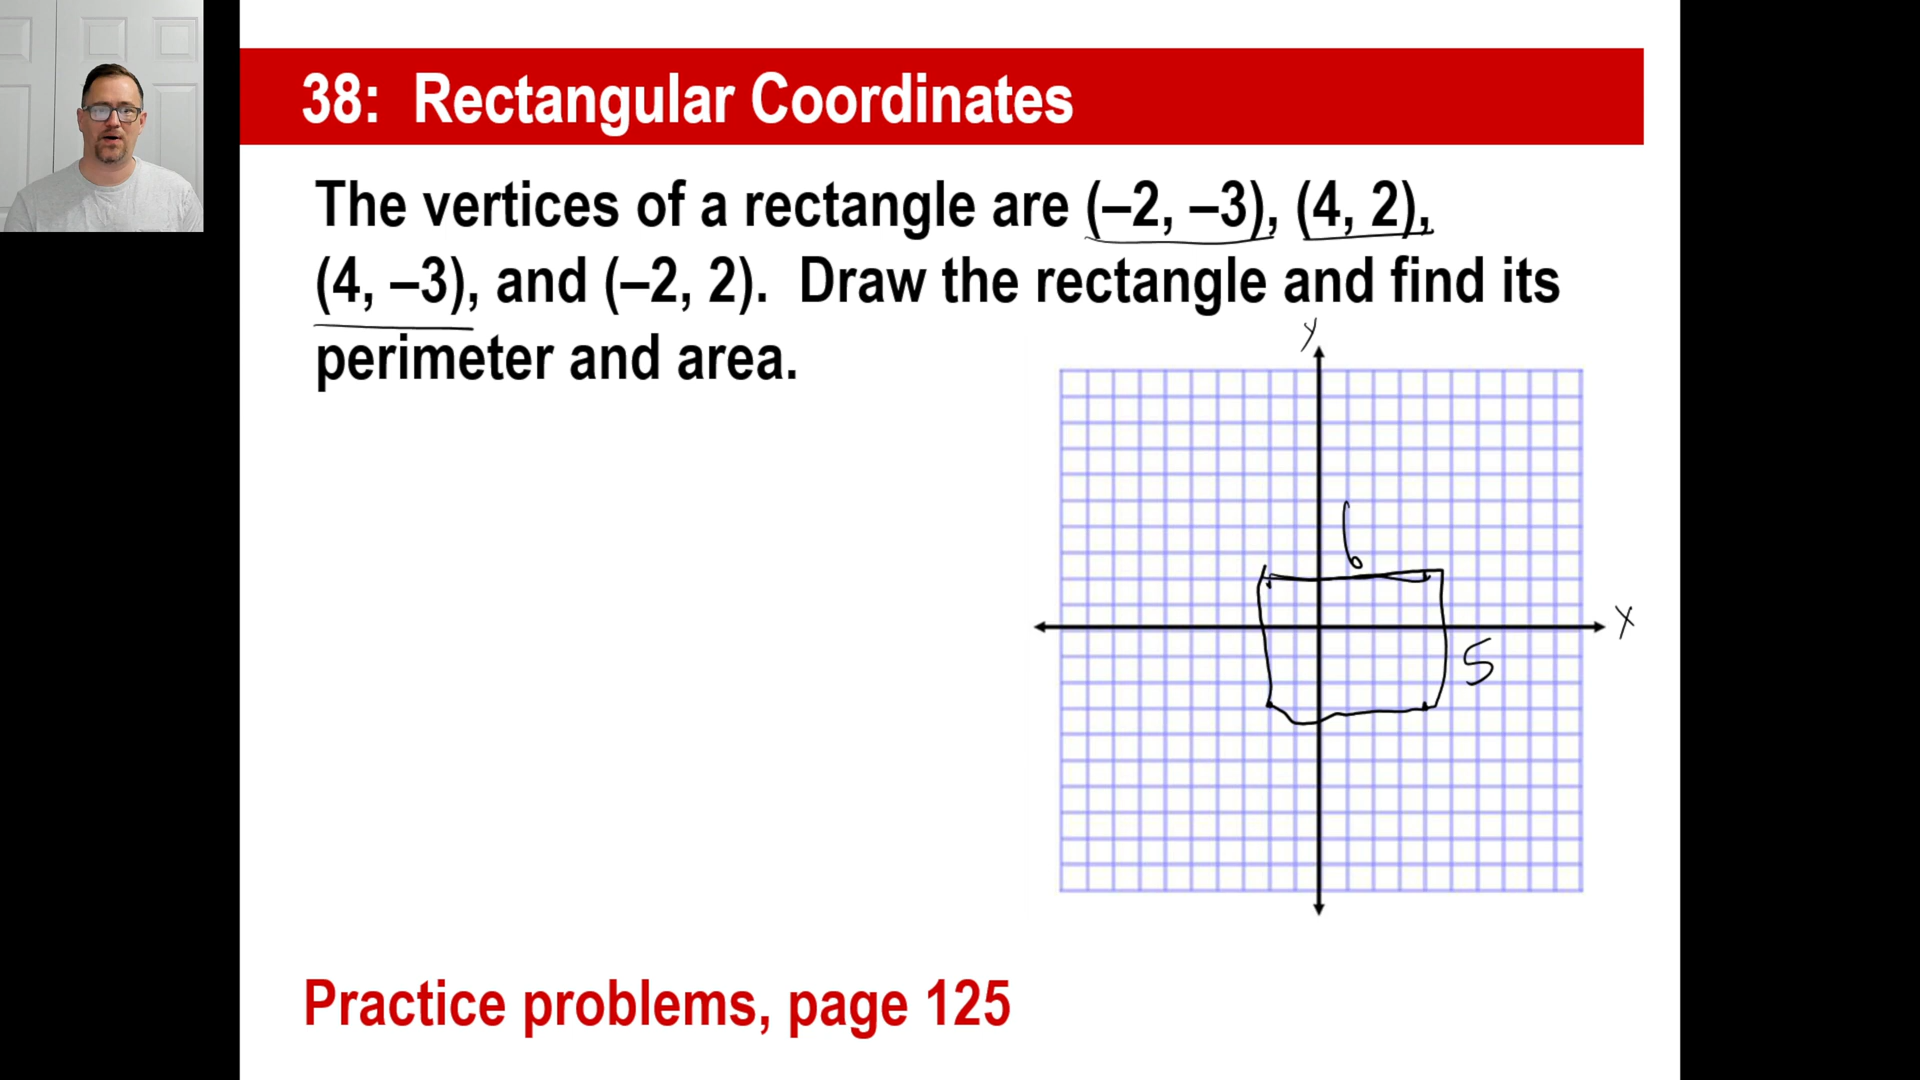 38: Rectangular Coordinates
The vertices of a rectangle are (–2, –3), (4, 2),
(4, –3), and (–2, 2). Draw the rectangle and find its
perimeter and area.
y
6
x
5
Practice problems, page 125